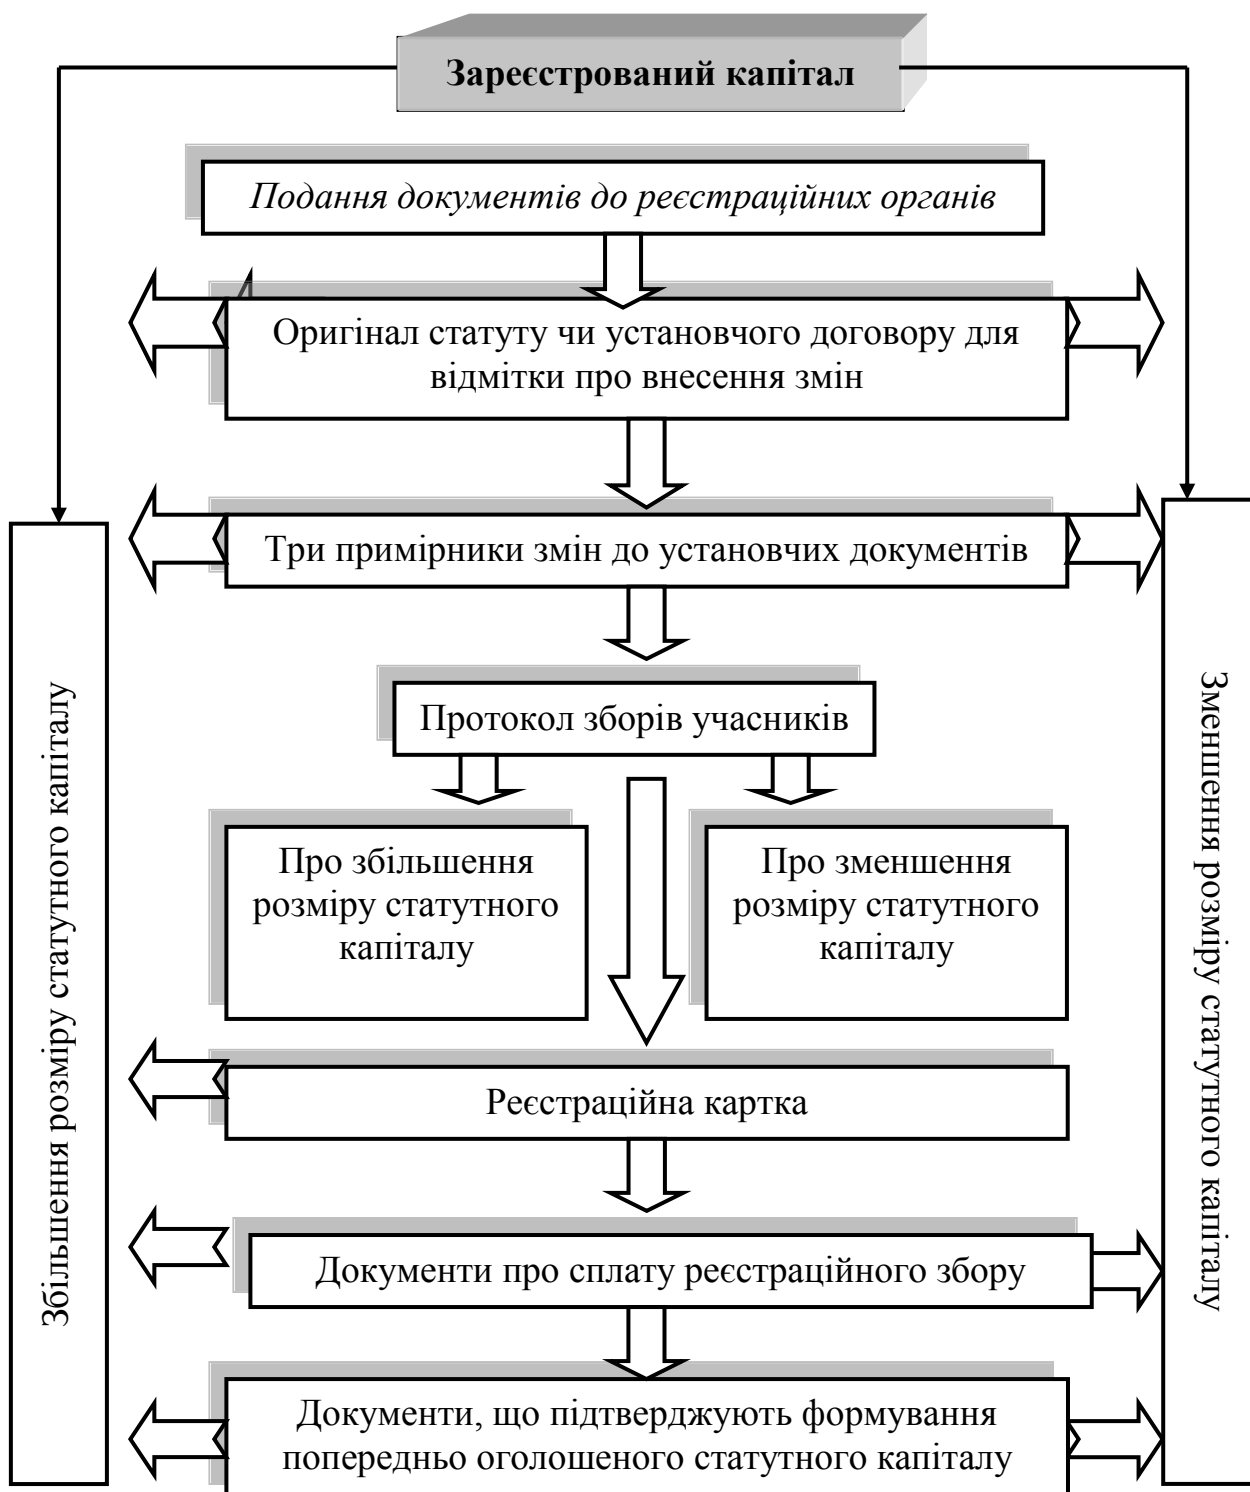 Зареєстрований капітал
Подання документів до реєстраційних органів
Оригінал статуту чи установчого договору для
відмітки про внесення змін
Три примірники змін до установчих документів
Протокол зборів учасників
Про збільшення
розміру статутного
капіталу
Про зменшення
розміру статутного
капіталу
Реєстраційна картка
Документи про сплату реєстраційного збору
Документи, що підтверджують формування
попередньо оголошеного статутного капіталу
Збільшення розміру статутного капіталу
Зменшення розміру статутного капіталу